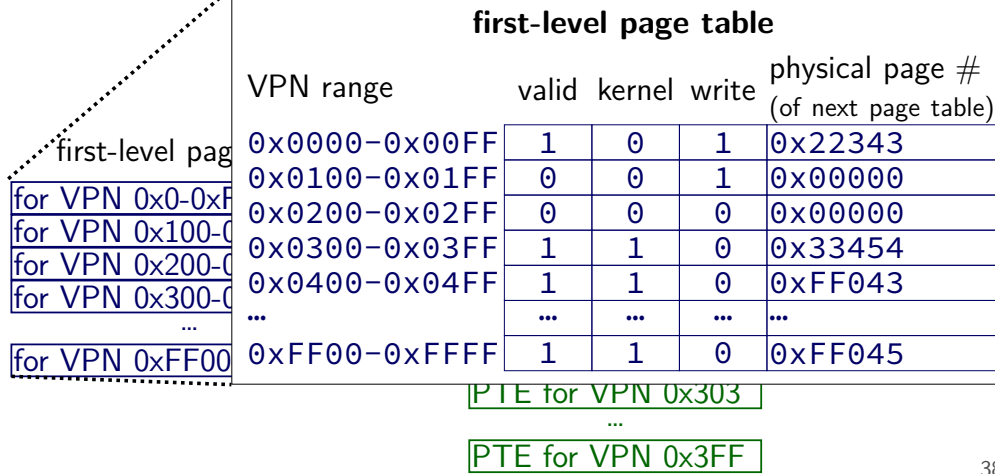 first-level page table
VPN range valid kernel write physical page #
(of next page table)
0x0000-0x00FF 1 0 1 0x22343
0x0100-0x01FF 0 0 1 0x00000
0x0200-0x02FF 0 0 0 0x00000
0x0300-0x03FF 1 1 0 0x33454
0x0400-0x04FF 1 1 0 0xFF043
… … … … …
0xFF00-0xFFFF 1 1 0 0xFF045
first-level pag
for VPN 0x0-0xF
for VPN 0x100-0
for VPN 0x200-0
for VPN 0x300-0
…
for VPN 0xFF00
PTE for VPN 0x303
…
PTE for VPN 0x3FF
38